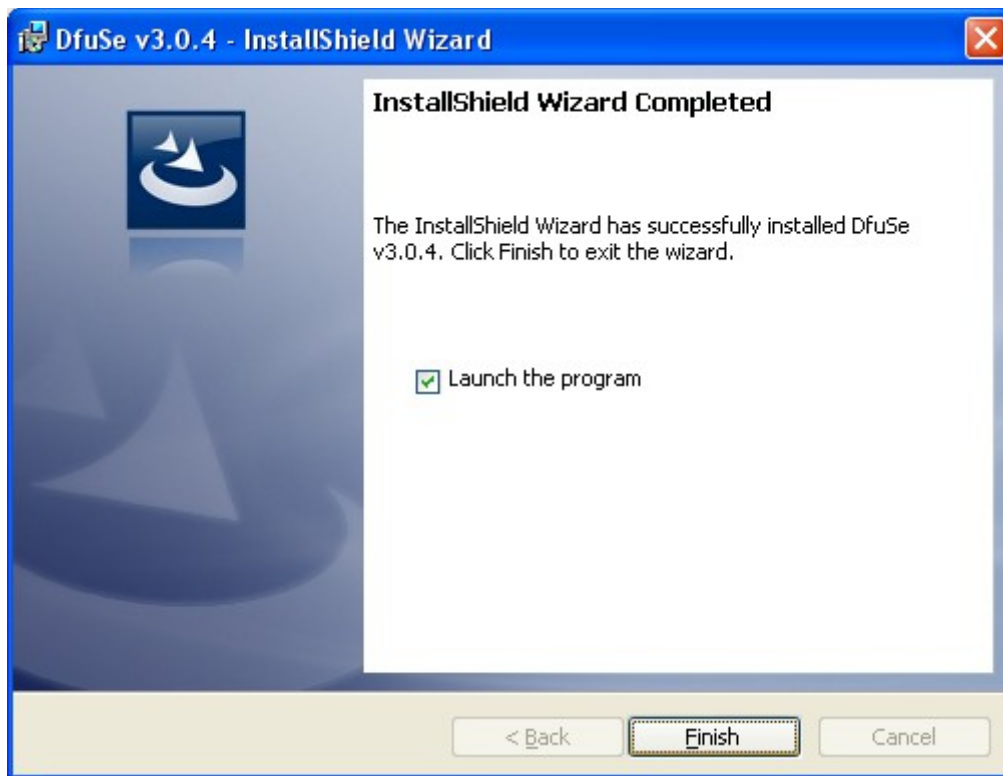 DfuSe v3.0.4 - InstallShield Wizard
InstallShield Wizard Completed
The InstallShield Wizard has successfully installed DfuSe
v3.0.4. Click Finish to exit the wizard.
Launch the program
< Back
Finish
Cancel